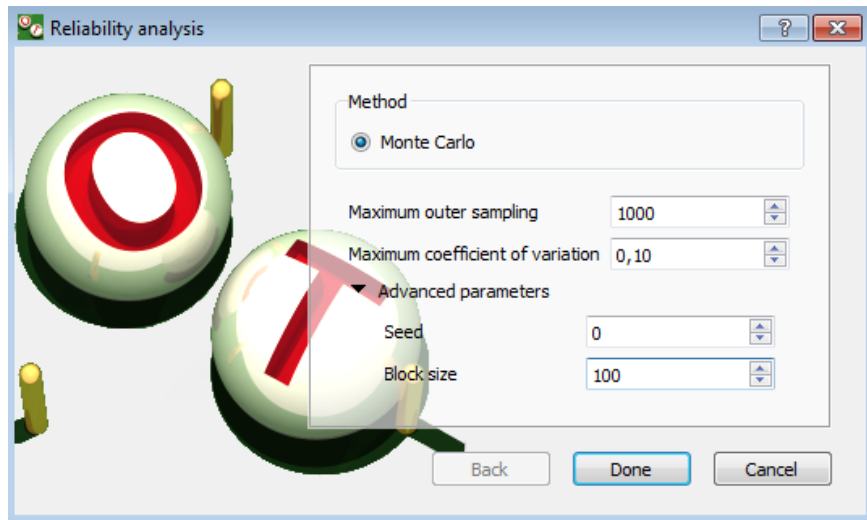 Reliability analysis
Method
Monte Carlo
Maximum outer sampling 1000
Maximum coefficient of variation 0,10
Advanced parameters
Seed 0
Block size 100
Back Done Cancel
O
T